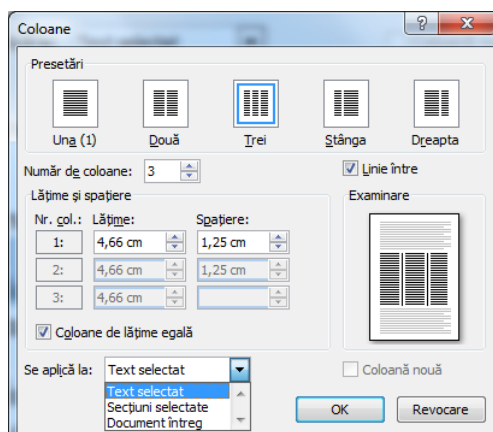 Coloane
Presetări
Una (1) Două Trei Stânga Dreapta
Număr de coloane: 3 Linie între
Lățime și spațiere Examinare
Nr. col.: Lățime: Spațiere:
1: 4,66 cm 1,25 cm
2: 4,66 cm 1,25 cm
3: 4,66 cm
Coloane de lățime egală
Se aplică la: Text selectat Coloană nouă
Text selectat
Secțiuni selectate
Document întreg
OK Revocare